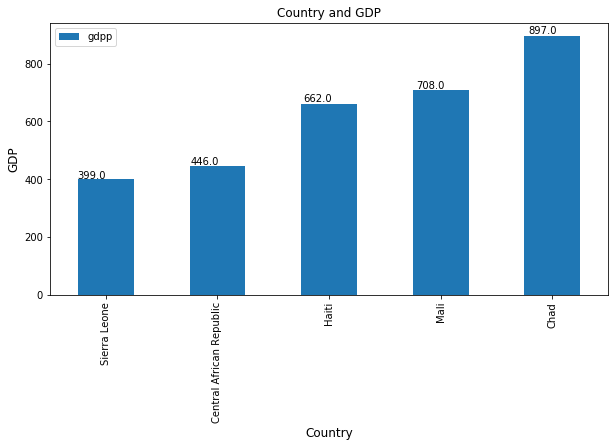 Country and GDP
gdpp
897.0
708.0
662.0
446.0
399.0
800
600
400
200
0
GDP
Sierra Leone
Central African Republic
Haiti
Mali
Chad
Country